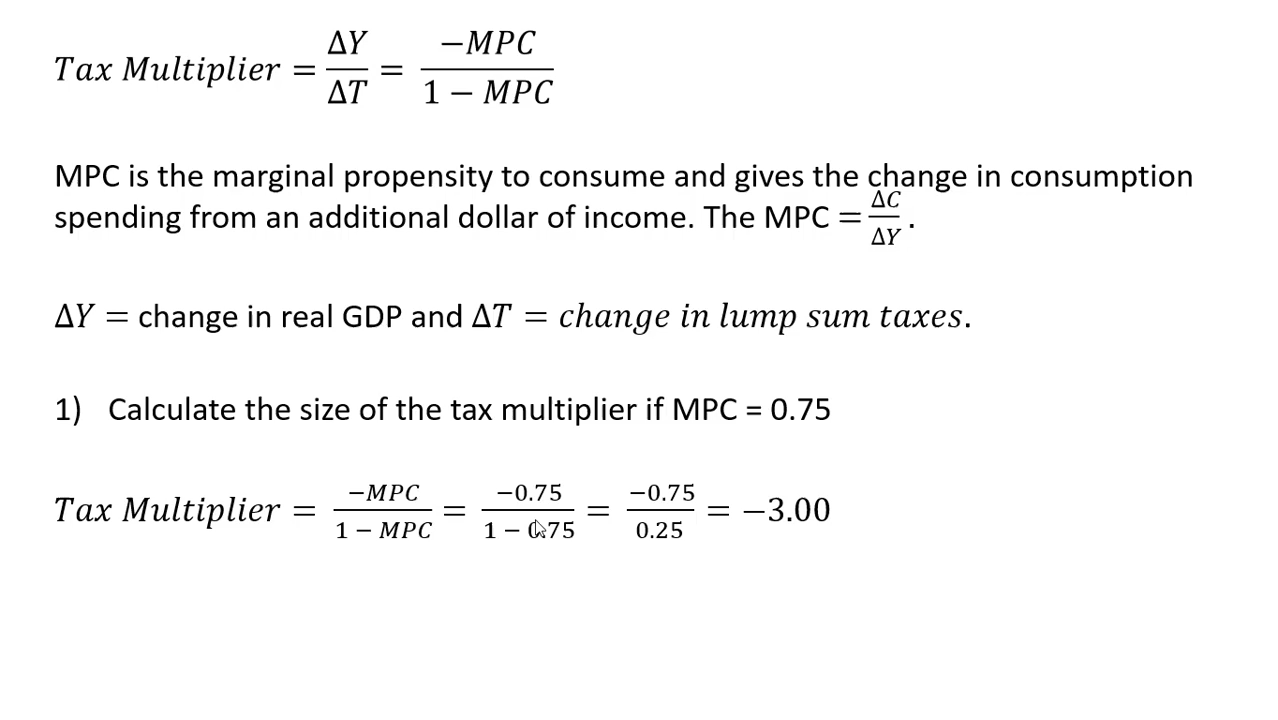 Tax Multiplier = ΔY/ΔT = −MPC/(1 − MPC)
MPC is the marginal propensity to consume and gives the change in consumption
spending from an additional dollar of income. The MPC = ΔC/ΔY.
ΔY = change in real GDP and ΔT = change in lump sum taxes.
1) Calculate the size of the tax multiplier if MPC = 0.75
Tax Multiplier = −MPC/(1 − MPC) = −0.75/(1 − 0.75) = −0.75/0.25 = −3.00